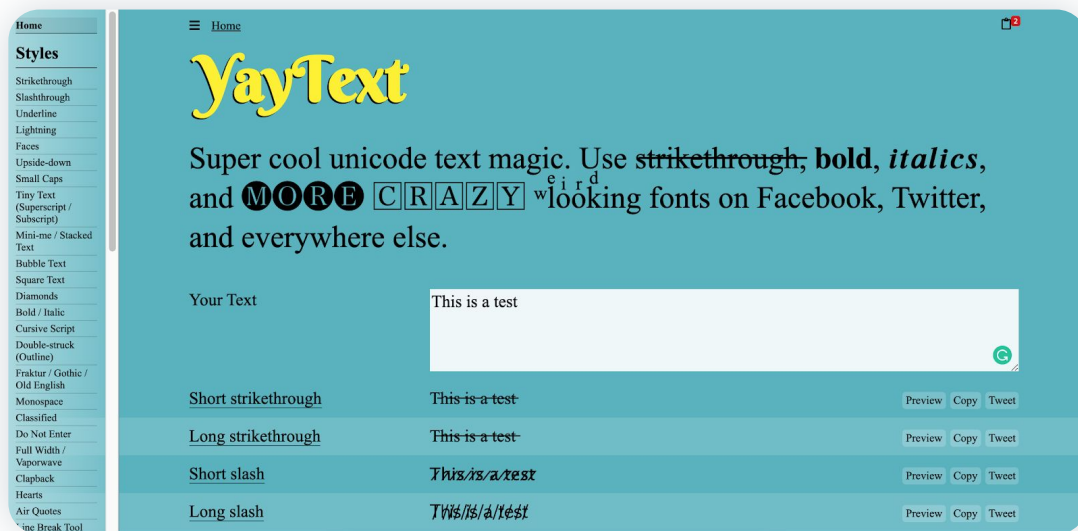 Home
Styles
Strikethrough
Slashthrough
Underline
Lightning
Faces
Upside-down
Small Caps
Tiny Text
(Superscript /
Subscript)
Mini-me / Stacked
Text
Bubble Text
Square Text
Diamonds
Bold / Italic
Cursive Script
Double-struck
(Outline)
Fraktur / Gothic /
Old English
Monospace
Classified
Do Not Enter
Full Width /
Vaporwave
Clapback
Hearts
Air Quotes
Line Break Tool
Home
2
YayText
Super cool unicode text magic. Use strikethrough, bold, italics,
and MORE CRAZY weird looking fonts on Facebook, Twitter,
and everywhere else.
Your Text This is a test
Short strikethrough This is a test Preview Copy Tweet
Long strikethrough This is a test Preview Copy Tweet
Short slash This is a test Preview Copy Tweet
Long slash This is a test Preview Copy Tweet